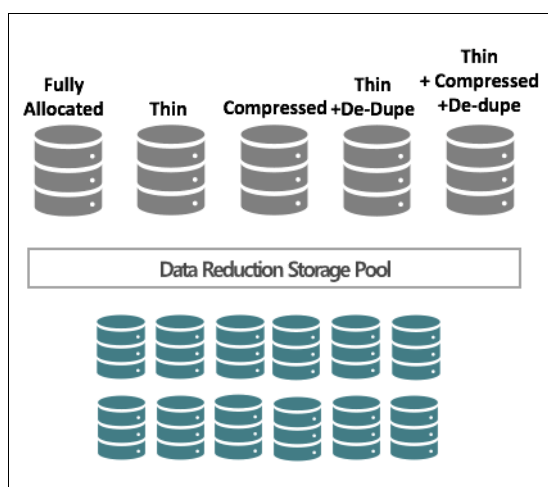 Fully
Allocated
Thin
Compressed
Thin
+De-Dupe
Thin
+ Compressed
+De-dupe
Data Reduction Storage Pool